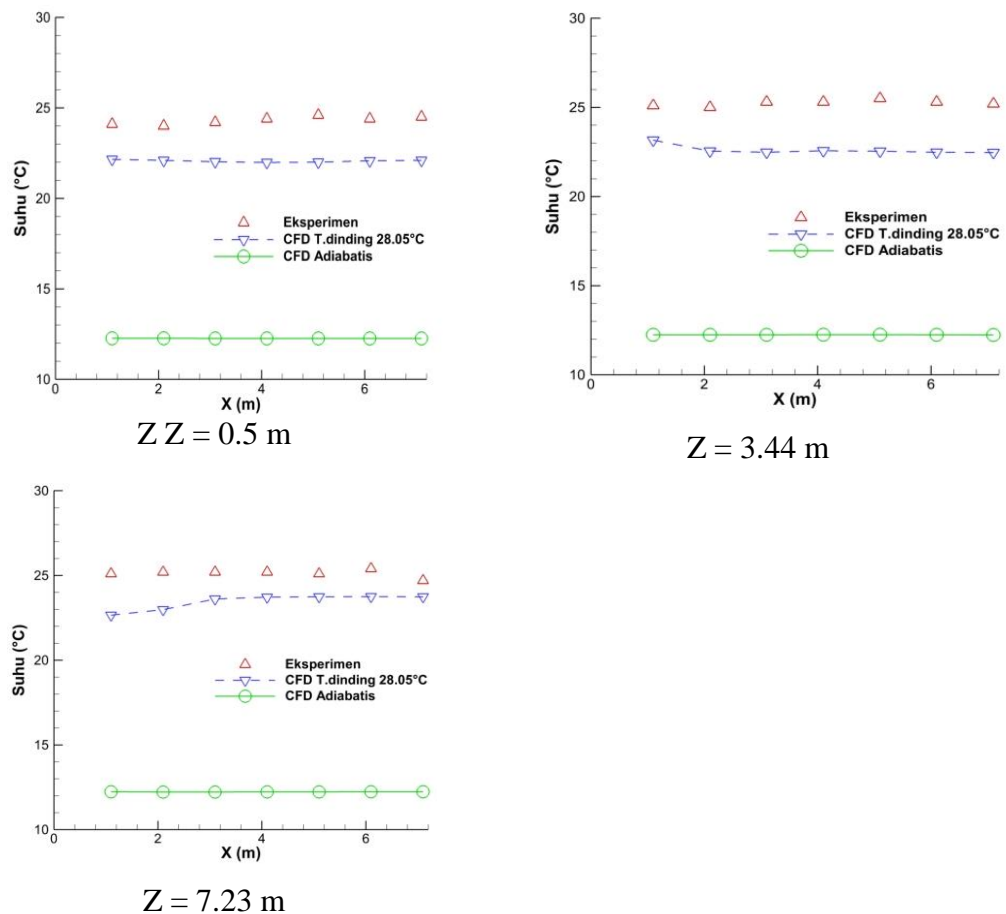 30
25
20
15
10
Suhu (°C)
Eksperimen
CFD T.dinding 28.05°C
CFD Adiabatis
0 2 4 6
X (m)
Z Z = 0.5 m
30
25
20
15
10
Suhu (°C)
Eksperimen
CFD T.dinding 28.05°C
CFD Adiabatis
0 2 4 6
X (m)
Z = 3.44 m
30
25
20
15
10
Suhu (°C)
Eksperimen
CFD T.dinding 28.05°C
CFD Adiabatis
0 2 4 6
X (m)
Z = 7.23 m